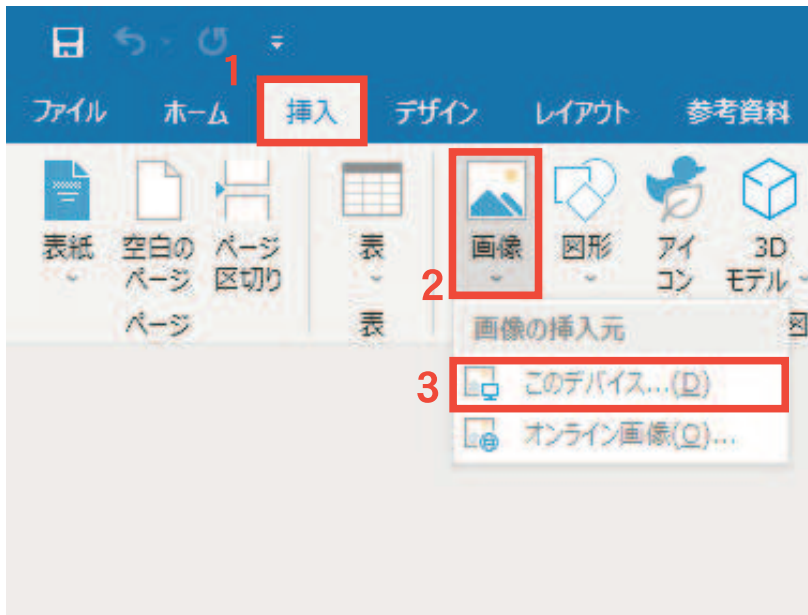 1
ファイル ホーム 挿入 デザイン レイアウト 参考資料
表紙 空白の ページ 表 画像 図形 アイ 3D
ページ 区切り コン モデル
2
ページ 表 図
画像の挿入元
3 このデバイス...(D)
オンライン画像(O)...